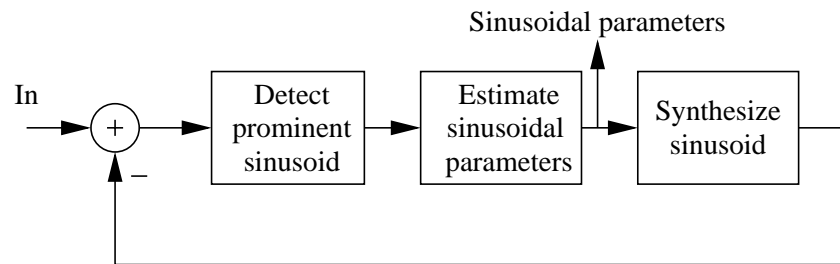 Sinusoidal parameters
In
+
−
Detect
prominent
sinusoid
Estimate
sinusoidal
parameters
Synthesize
sinusoid